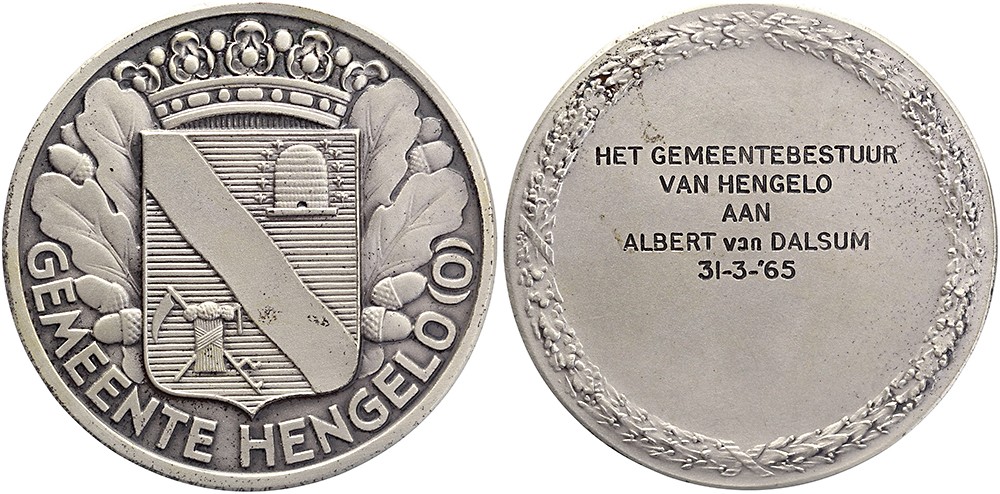 GEMEENTE HENGELO (O)
HET GEMEENTEBESTUUR
VAN HENGELO
AAN
ALBERT van DALSUM
31-3-'65